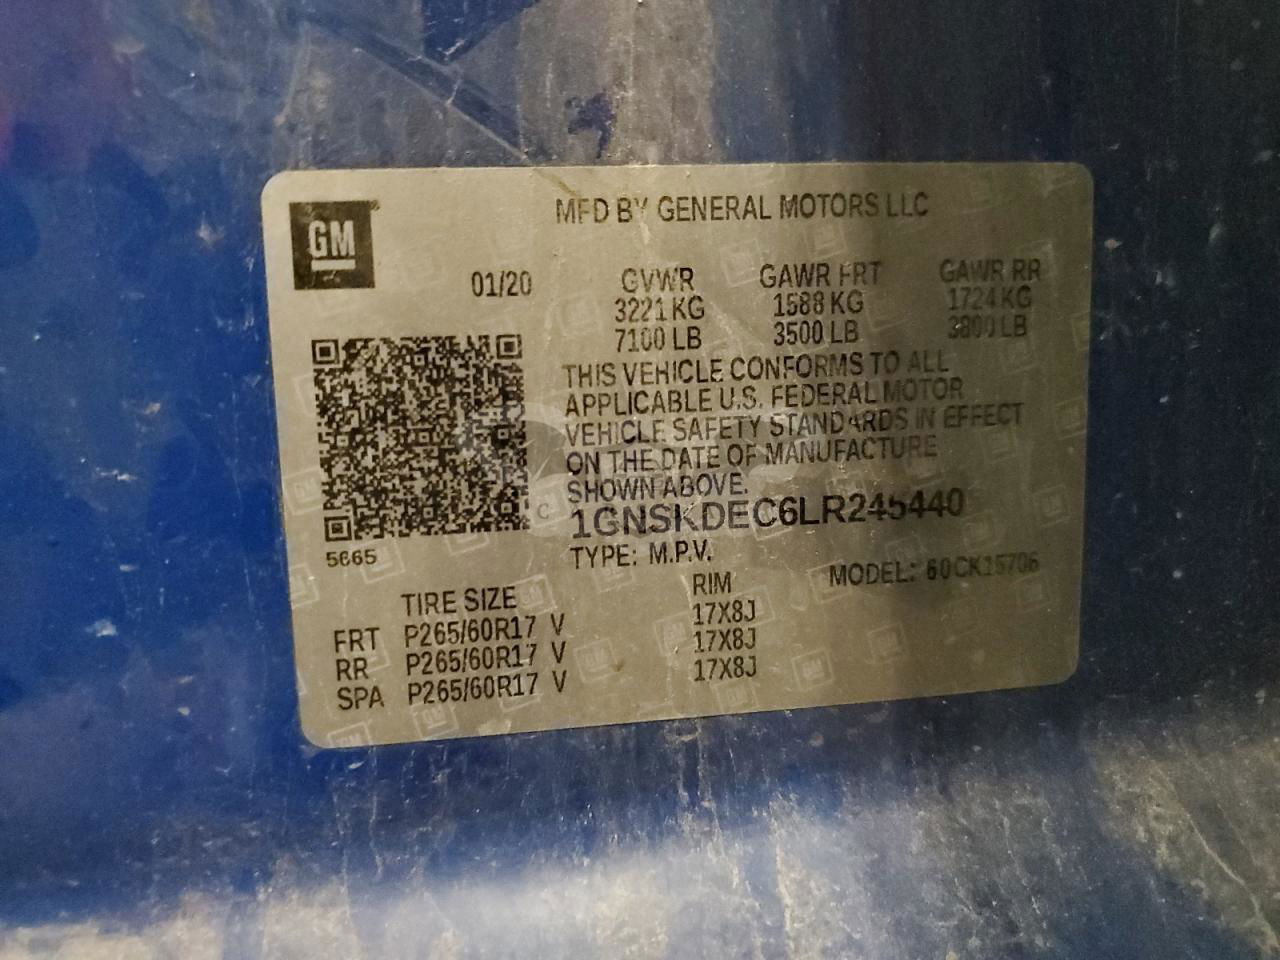 GM
MFD BY GENERAL MOTORS LLC
01/20 GVWR GAWR FRT GAWR RR
3221 KG 1588 KG 1724 KG
7100 LB 3500 LB 3800 LB
THIS VEHICLE CONFORMS TO ALL
APPLICABLE U.S. FEDERAL MOTOR
VEHICLE SAFETY STANDARDS IN EFFECT
ON THE DATE OF MANUFACTURE
SHOWN ABOVE.
1GNSKDEC6LR245440
5665
TYPE: M.P.V.
MODEL: 60CK15706
TIRE SIZE RIM
FRT P265/60R17 V 17X8J
RR P265/60R17 V 17X8J
SPA P265/60R17 V 17X8J